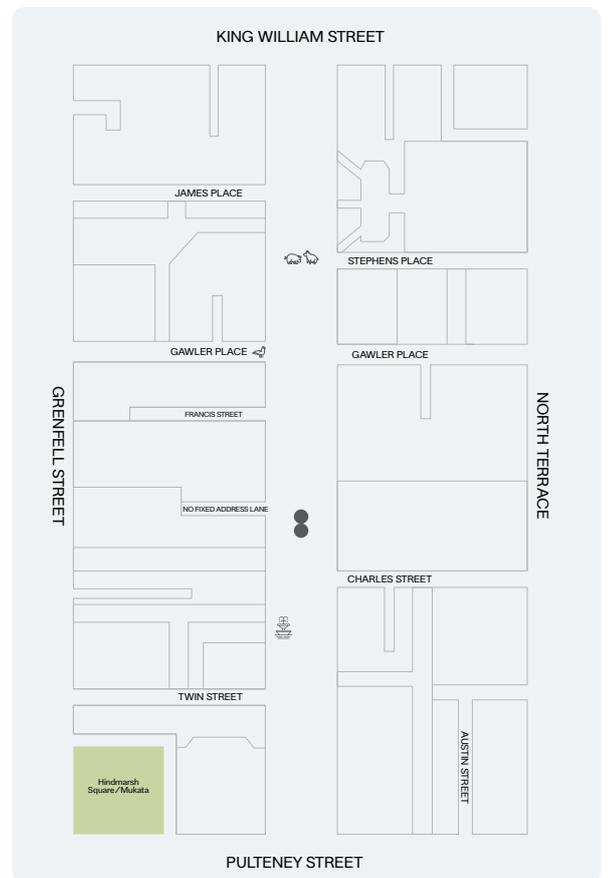 KING WILLIAM STREET
JAMES PLACE
STEPHENS PLACE
GAWLER PLACE
GAWLER PLACE
GRENFELL STREET
NORTH TERRACE
FRANCIS STREET
NO FIXED ADDRESS LANE
CHARLES STREET
TWIN STREET
AUSTIN STREET
Hindmarsh
Square/Mukata
PULTENEY STREET